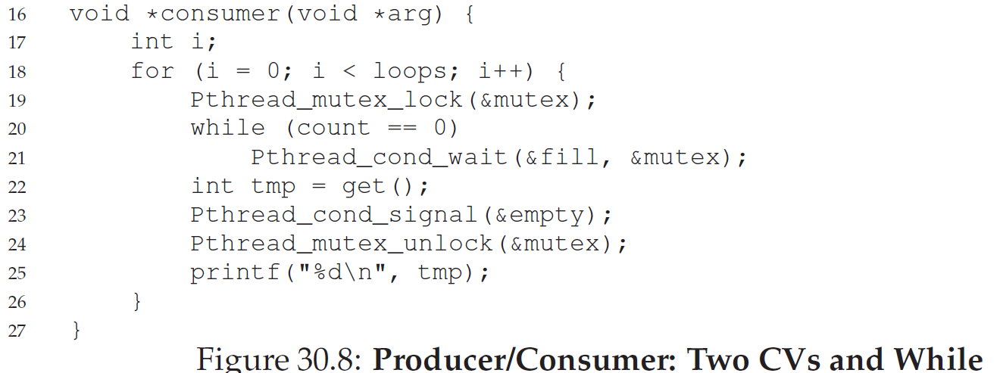 16 void *consumer(void *arg) {
17 int i;
18 for (i = 0; i < loops; i++) {
19 Pthread_mutex_lock(&mutex);
20 while (count == 0)
21 Pthread_cond_wait(&fill, &mutex);
22 int tmp = get();
23 Pthread_cond_signal(&empty);
24 Pthread_mutex_unlock(&mutex);
25 printf("%d\n", tmp);
26 }
27 }
Figure 30.8: Producer/Consumer: Two CVs and While